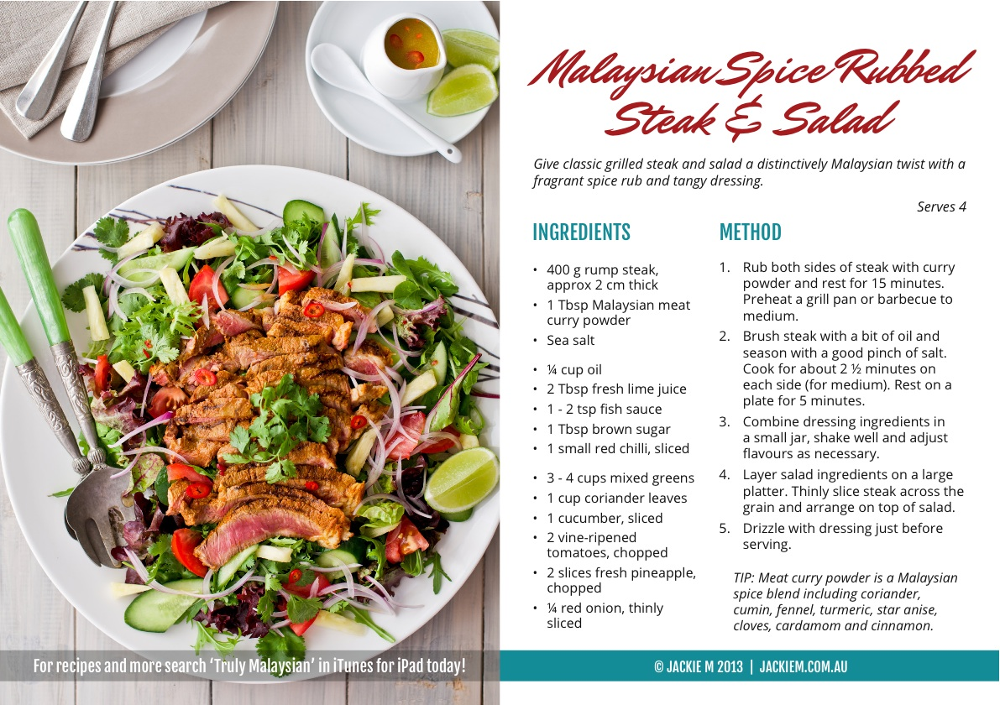 Malaysian Spice Rubbed
Steak & Salad
Give classic grilled steak and salad a distinctively Malaysian twist with a
fragrant spice rub and tangy dressing.
Serves 4
INGREDIENTS
• 400 g rump steak,
approx 2 cm thick
• 1 Tbsp Malaysian meat
curry powder
• Sea salt
• ¼ cup oil
• 2 Tbsp fresh lime juice
• 1 - 2 tsp fish sauce
• 1 Tbsp brown sugar
• 1 small red chilli, sliced
• 3 - 4 cups mixed greens
• 1 cup coriander leaves
• 1 cucumber, sliced
• 2 vine-ripened
tomatoes, chopped
• 2 slices fresh pineapple,
chopped
• ¼ red onion, thinly
sliced
METHOD
1. Rub both sides of steak with curry
powder and rest for 15 minutes.
Preheat a grill pan or barbecue to
medium.
2. Brush steak with a bit of oil and
season with a good pinch of salt.
Cook for about 2 ½ minutes on
each side (for medium). Rest on a
plate for 5 minutes.
3. Combine dressing ingredients in
a small jar, shake well and adjust
flavours as necessary.
4. Layer salad ingredients on a large
platter. Thinly slice steak across the
grain and arrange on top of salad.
5. Drizzle with dressing just before
serving.
TIP: Meat curry powder is a Malaysian
spice blend including coriander,
cumin, fennel, turmeric, star anise,
cloves, cardamom and cinnamon.
For recipes and more search ‘Truly Malaysian’ in iTunes for iPad today!
© JACKIE M 2013 | JACKIEM.COM.AU